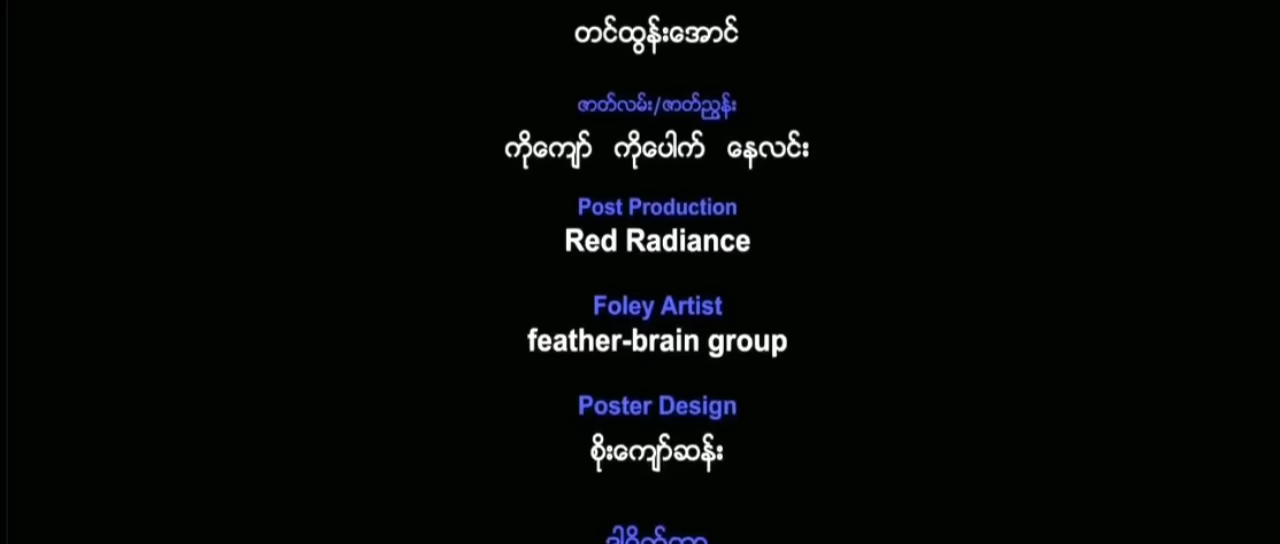 တင်ထွန်းအောင်
ဇာတ်လမ်း/ဇာတ်ညွှန်း
ကိုကျော် ကိုပေါက် နေလင်း
Post Production
Red Radiance
Foley Artist
feather-brain group
Poster Design
စိုးကျော်ဆန်း